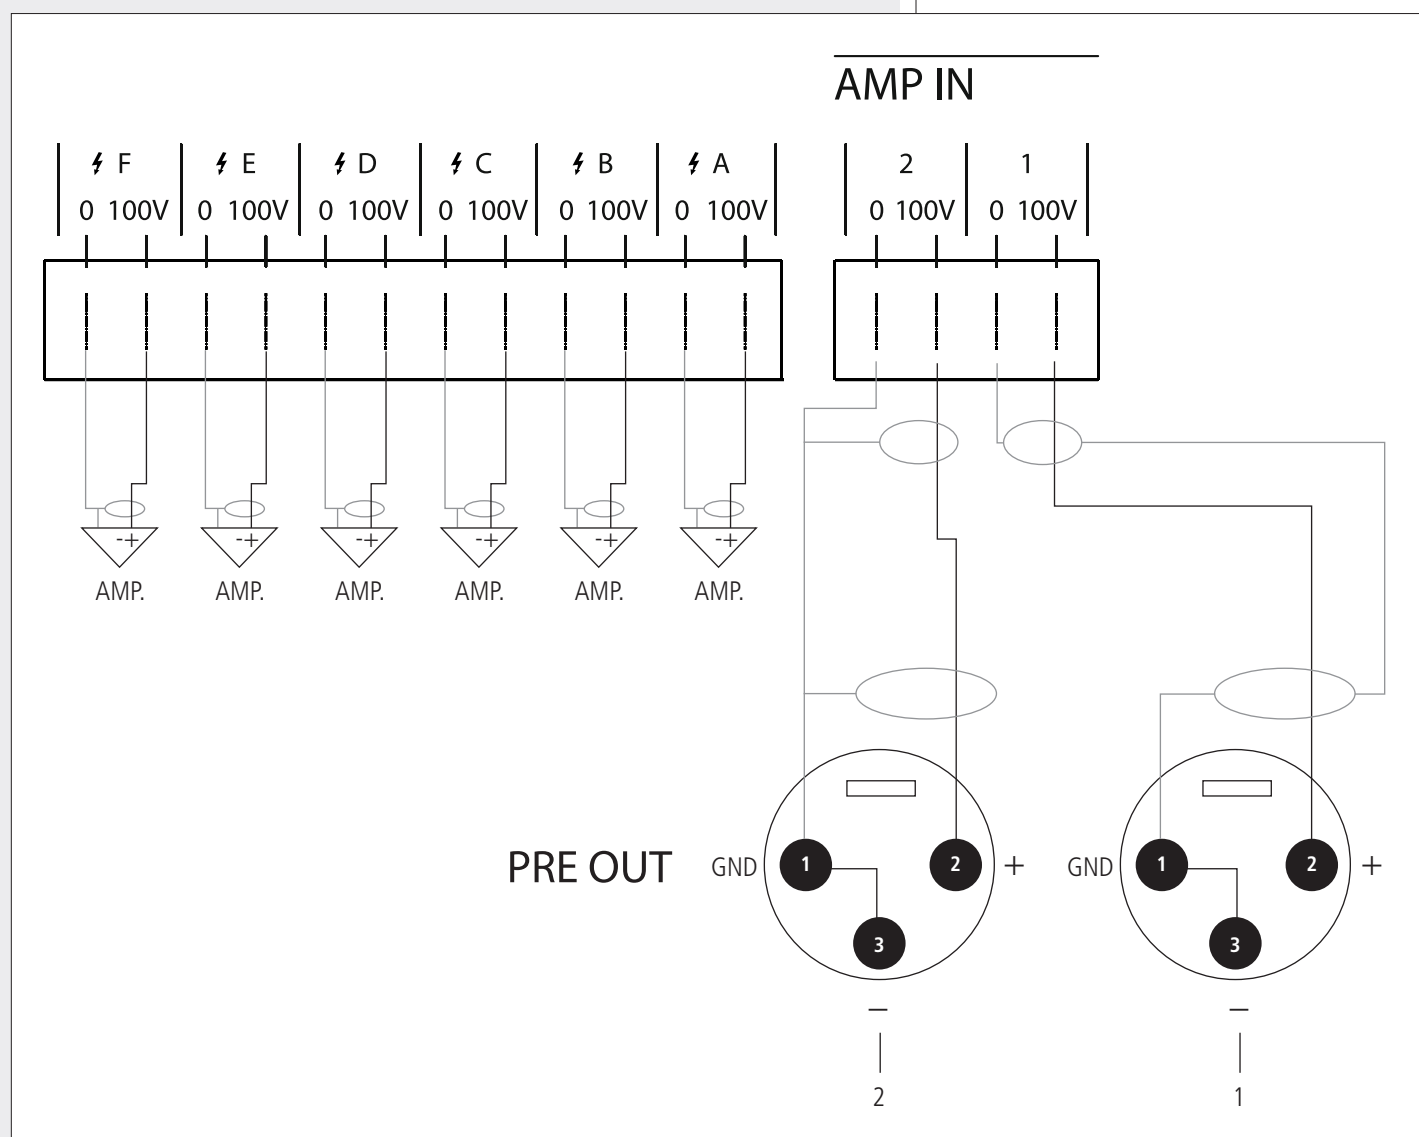 AMP IN
F E D C B A 2 1
0 100V 0 100V 0 100V 0 100V 0 100V 0 100V 0 100V 0 100V
-+ -+ -+ -+ -+ -+
AMP. AMP. AMP. AMP. AMP. AMP.
PRE OUT GND 1 2 + GND 1 2 +
3 3
– –
2 1